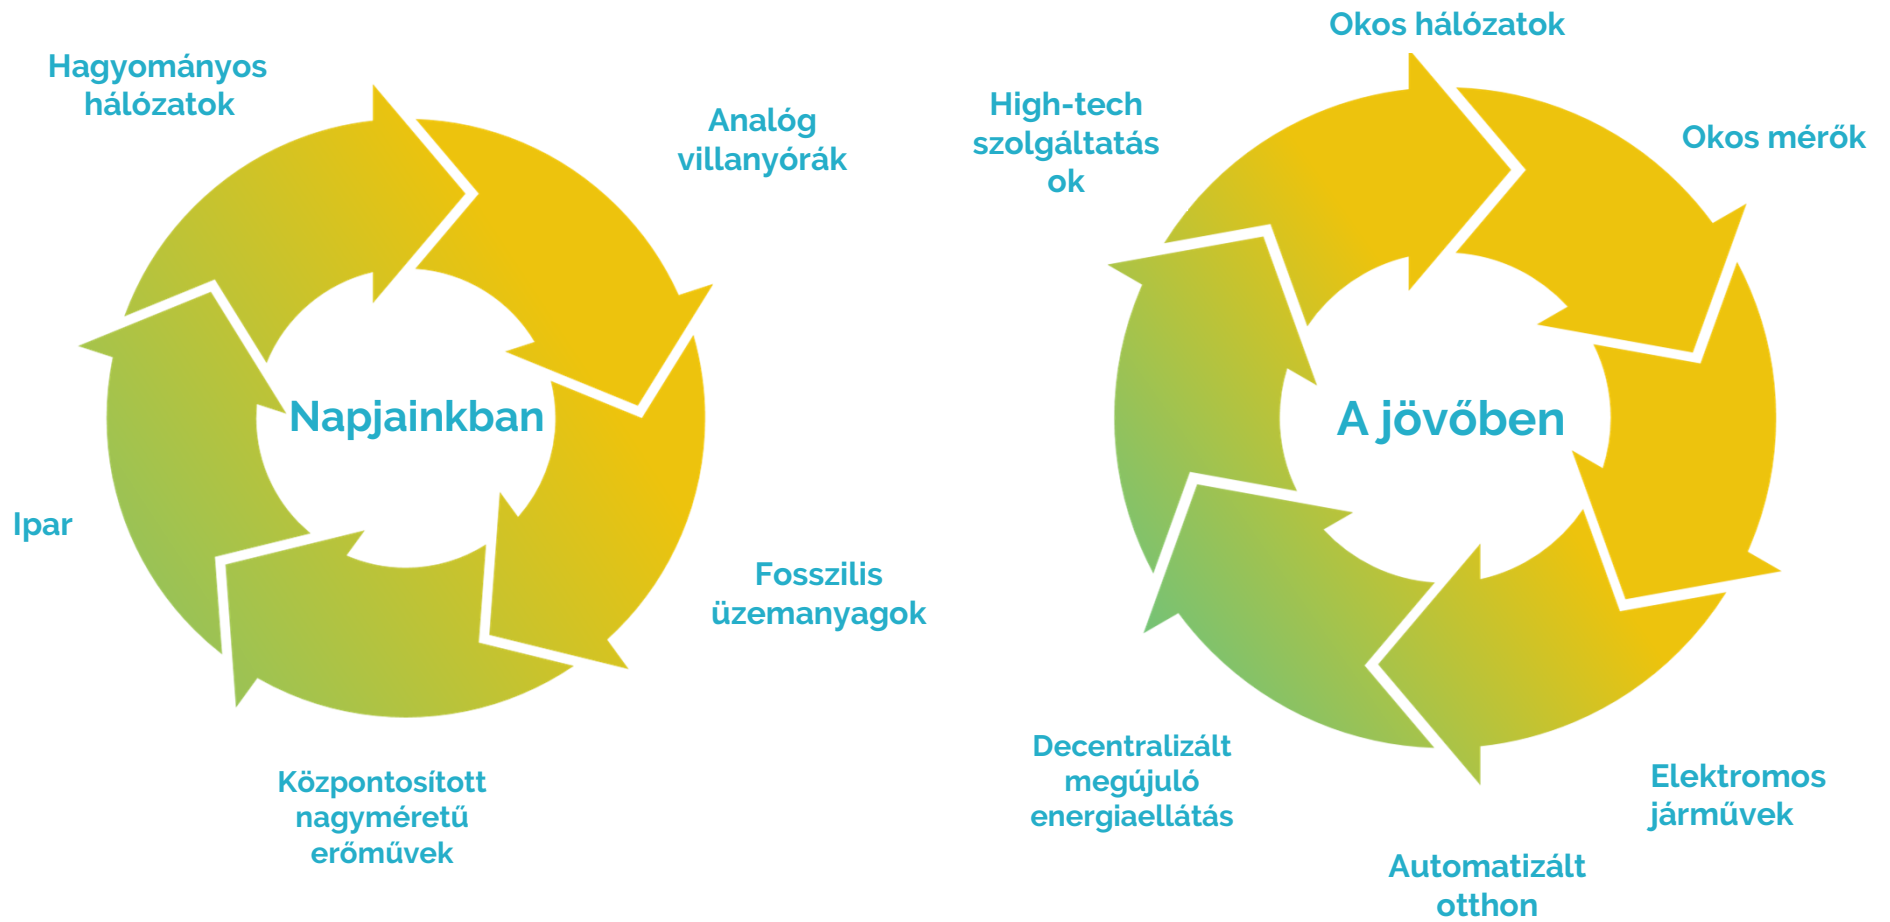 Hagyományos
hálózatok
Analóg
villanyórák
Napjainkban
Ipar
Fosszilis
üzemanyagok
Központosított
nagyméretű
erőművek
Okos hálózatok
High-tech
szolgáltatás
ok
Okos mérők
A jövőben
Decentralizált
megújuló
energiaellátás
Elektromos
járművek
Automatizált
otthon